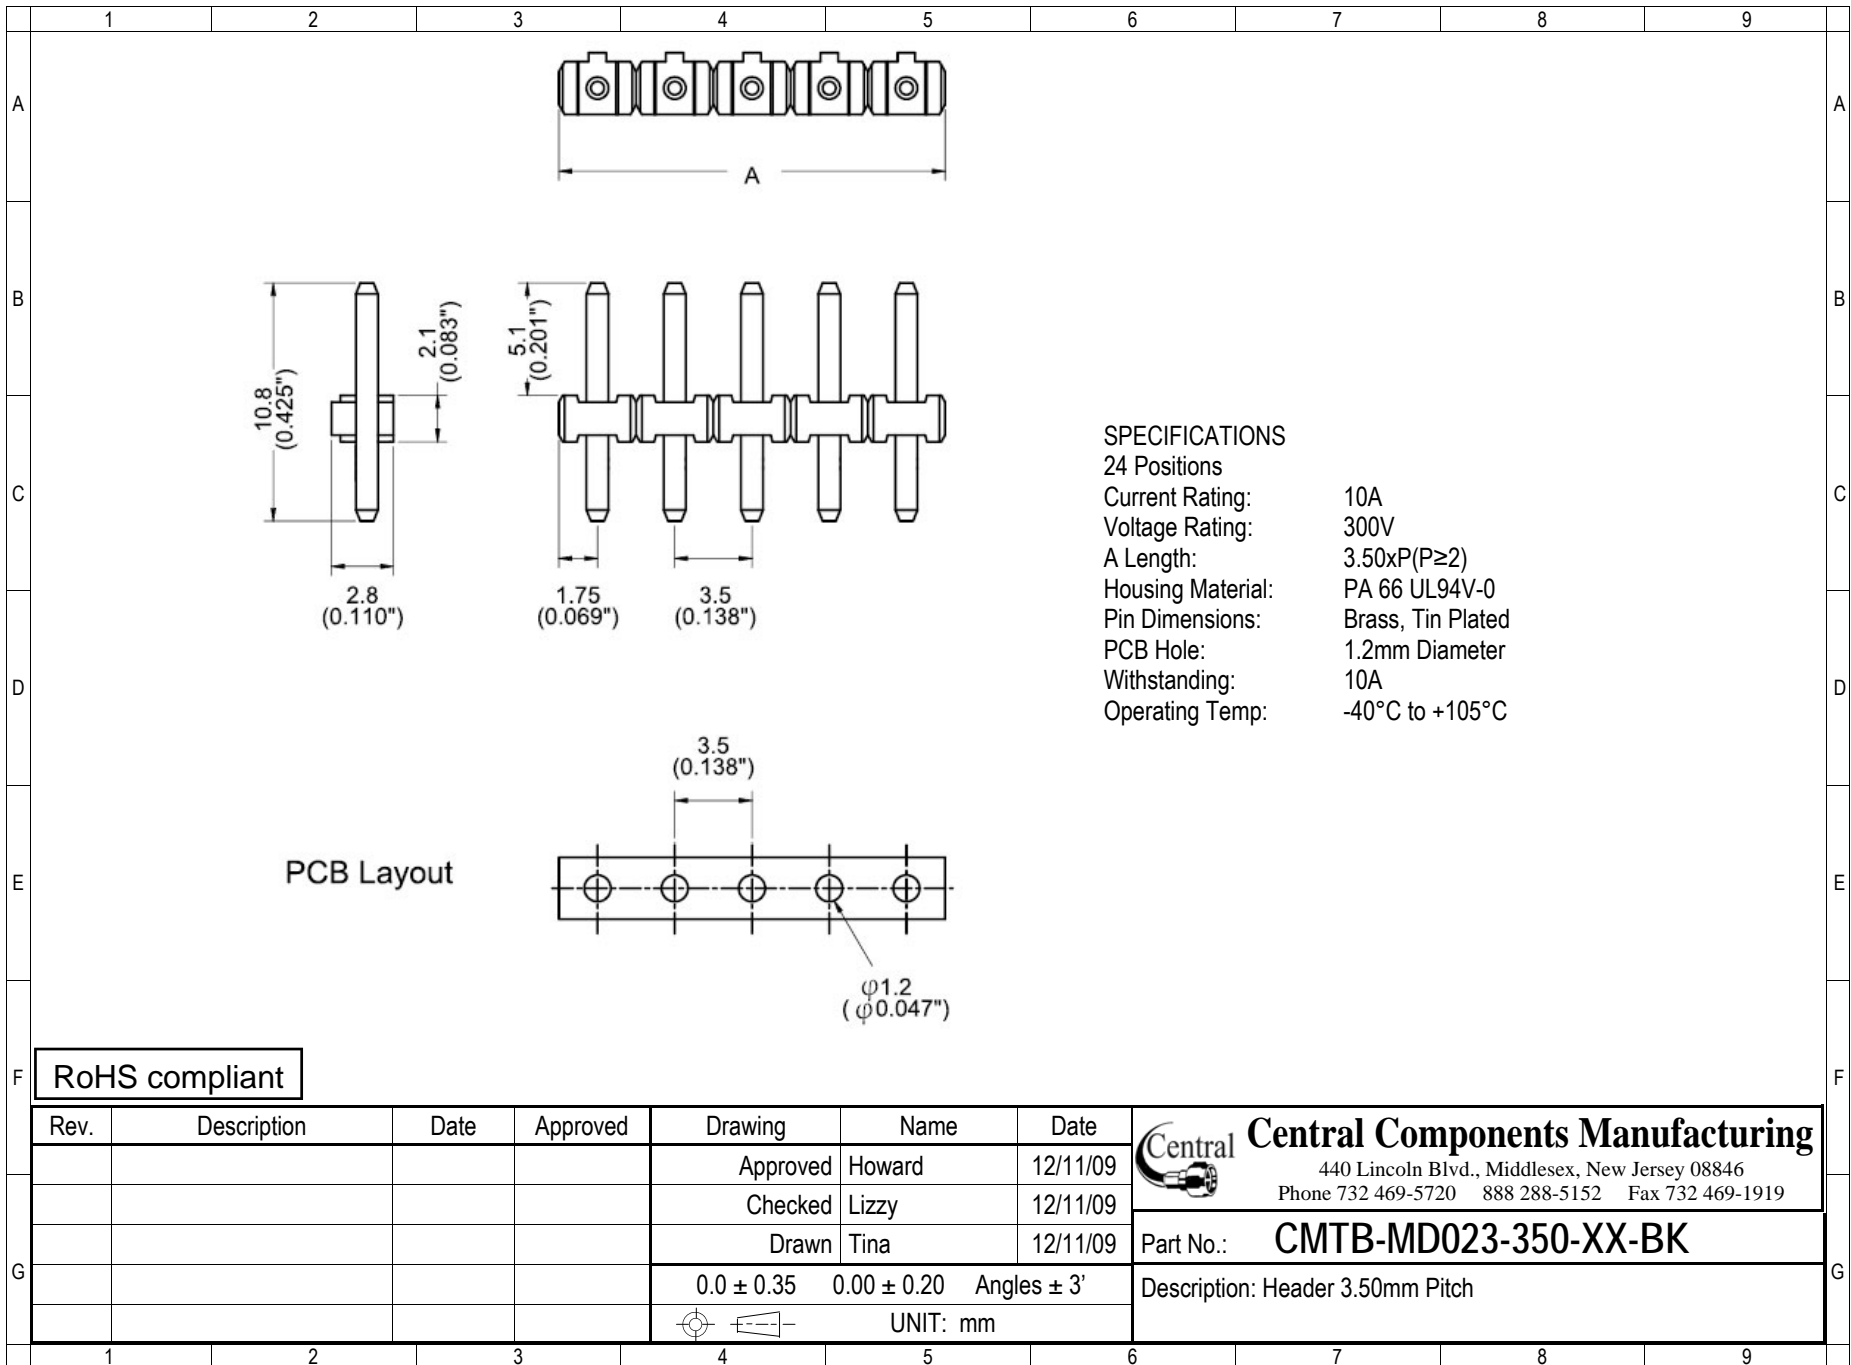 1 2 3 4 5 6 7 8 9
A A
A
B B
10.8
(0.425")
2.1
(0.083")
5.1
(0.201")
C C
2.8
(0.110")
1.75
(0.069")
3.5
(0.138")
SPECIFICATIONS
24 Positions
Current Rating: 10A
Voltage Rating: 300V
A Length: 3.50xP(P≥2)
Housing Material: PA 66 UL94V-0
Pin Dimensions: Brass, Tin Plated
PCB Hole: 1.2mm Diameter
Withstanding: 10A
Operating Temp: -40°C to +105°C
D D
3.5
(0.138")
PCB Layout
E E
φ1.2
( φ0.047")
F F
RoHS compliant
Rev. Description Date Approved
Drawing Name Date
Approved Howard 12/11/09
Checked Lizzy 12/11/09
Drawn Tina 12/11/09
0.0 ± 0.35 0.00 ± 0.20 Angles ± 3’
UNIT: mm
Central
Central Components Manufacturing
440 Lincoln Blvd., Middlesex, New Jersey 08846
Phone 732 469-5720 888 288-5152 Fax 732 469-1919
Part No.: CMTB-MD023-350-XX-BK
Description: Header 3.50mm Pitch
G G
1 2 3 4 5 6 7 8 9